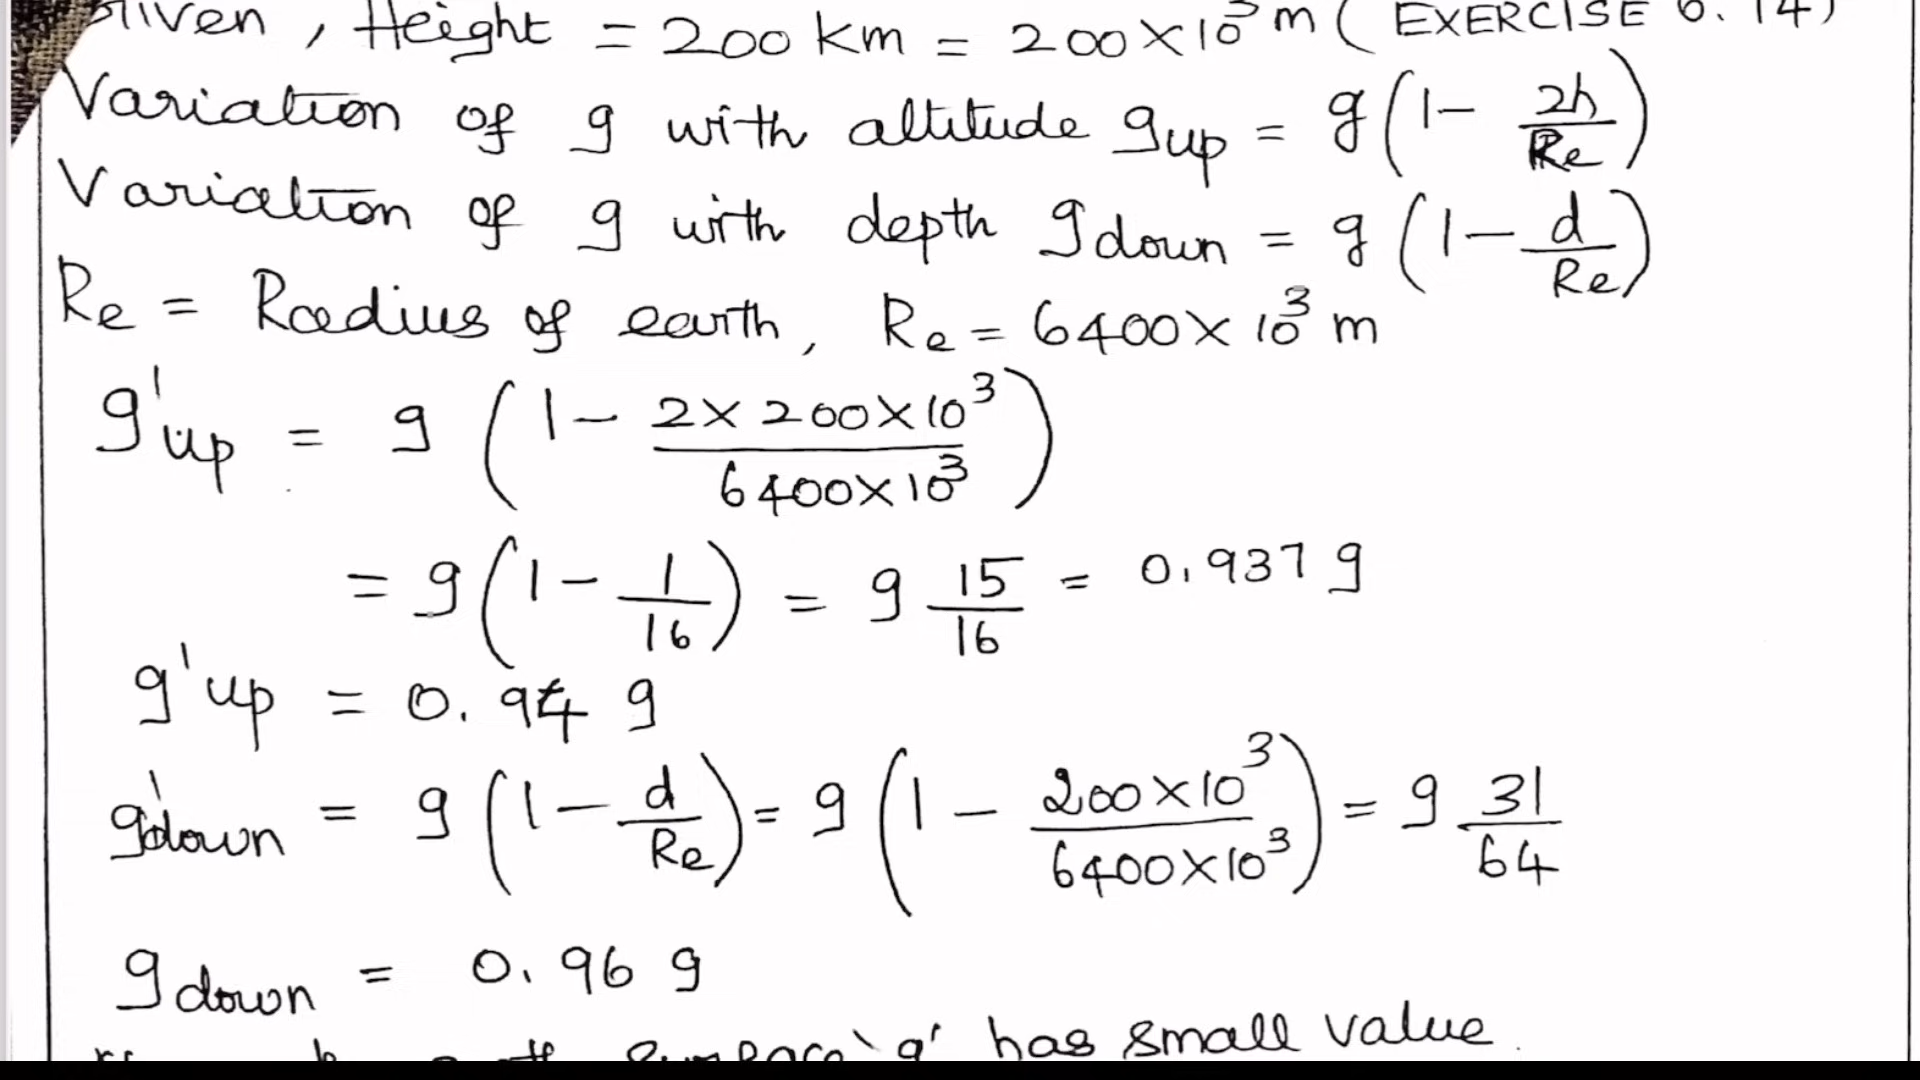 Given, Height = 200 km = 200×10³ m ( EXERCISE 6.14)
Variation of g with altitude gup = g(1 - 2h/Re)
Variation of g with depth gdown = g(1 - d/Re)
Re = Radius of earth, Re = 6400×10³ m
g'up = g (1 - 2×200×10³/6400×10³)
= g(1 - 1/16) = g 15/16 = 0.937 g
g'up = 0.94 g
g'down = g(1 - d/Re) = g(1 - 200×10³/6400×10³) = g 31/64
gdown = 0.96 g
surface 'g' has small value.